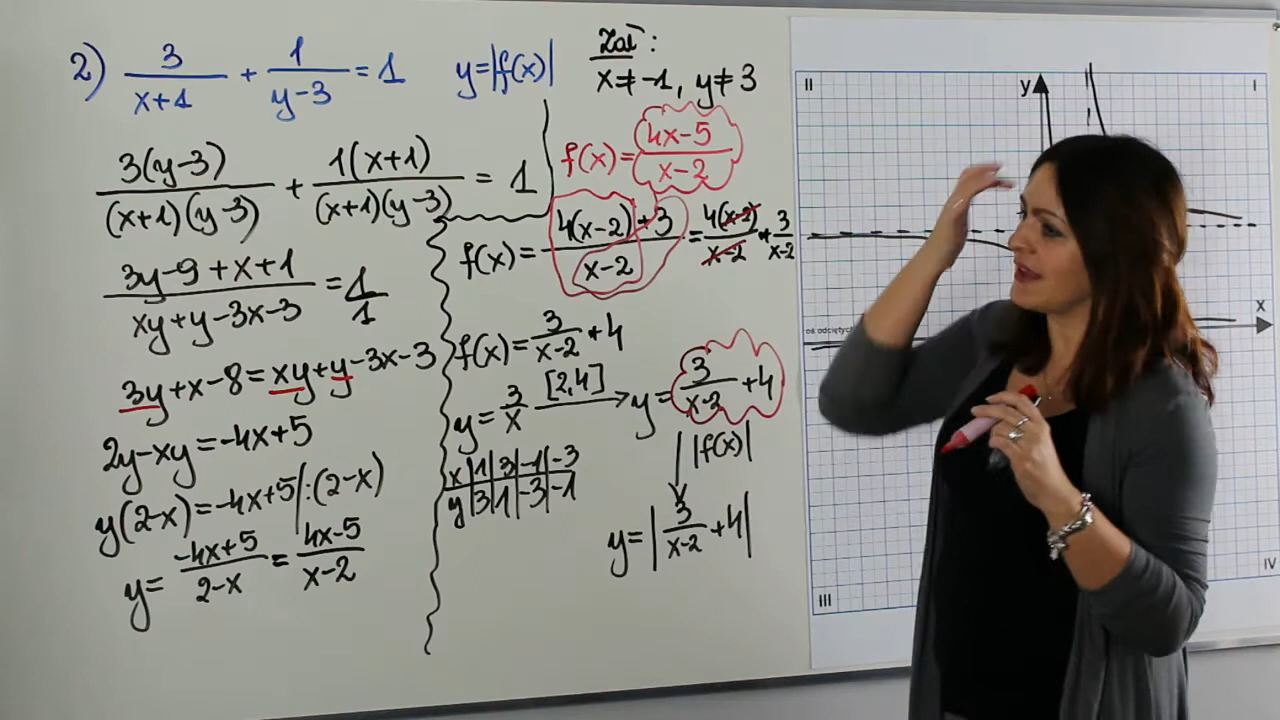 2) 3/(x+1) + 1/(y-3) = 1   y=|f(x)|
Zał:
x≠-1, y≠3
3(y-3)/((x+1)(y-3)) + 1(x+1)/((x+1)(y-3)) = 1
(3y-9+x+1)/(xy+y-3x-3) = 1/1
3y+x-8=xy+y-3x-3
2y-xy=-4x+5
y(2-x)=-4x+5 |:(2-x)
y= (-4x+5)/(2-x) = (4x-5)/(x-2)
f(x)= (4x-5)/(x-2)
f(x)= (4(x-2)+3)/(x-2) = 4(x-2)/(x-2) + 3/(x-2)
f(x)= 3/(x-2) +4
y= 3/x [2,4] → y= 3/(x-2) +4
x|1|3|-1|-3
y|3|1|-3|-1
|f(x)|
y=| 3/(x-2) +4|
II
y
I
x
III
IV